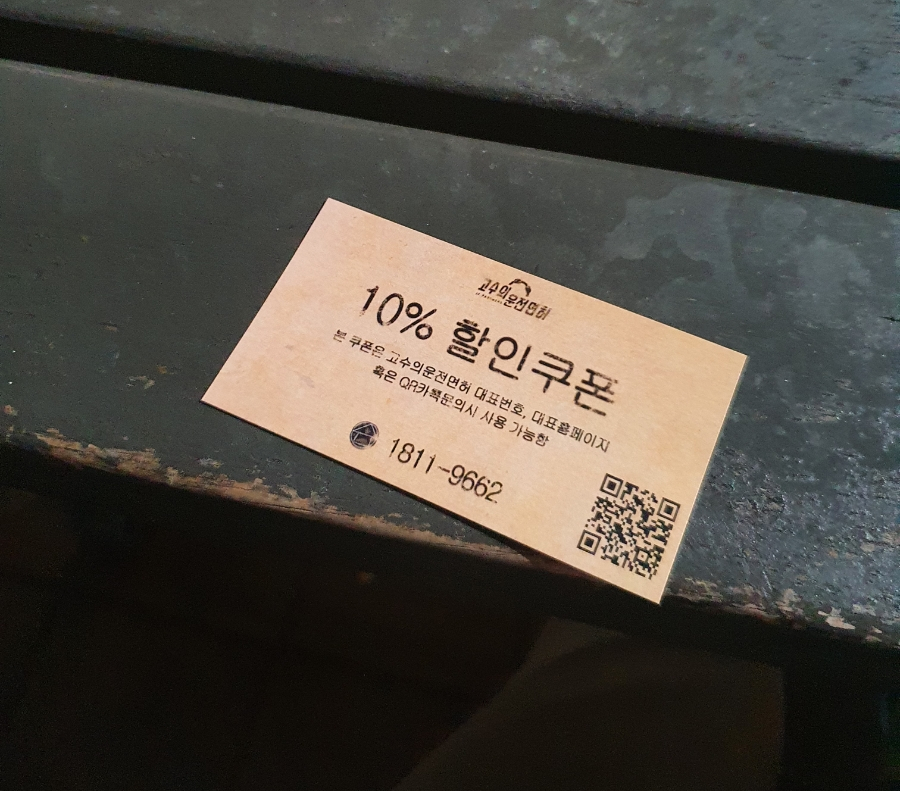 고수의운전면허
10% 할인쿠폰
본 쿠폰은 고수의운전면허 대표번호, 대표홈페이지
혹은 QR카톡문의시 사용 가능함
1811-9662